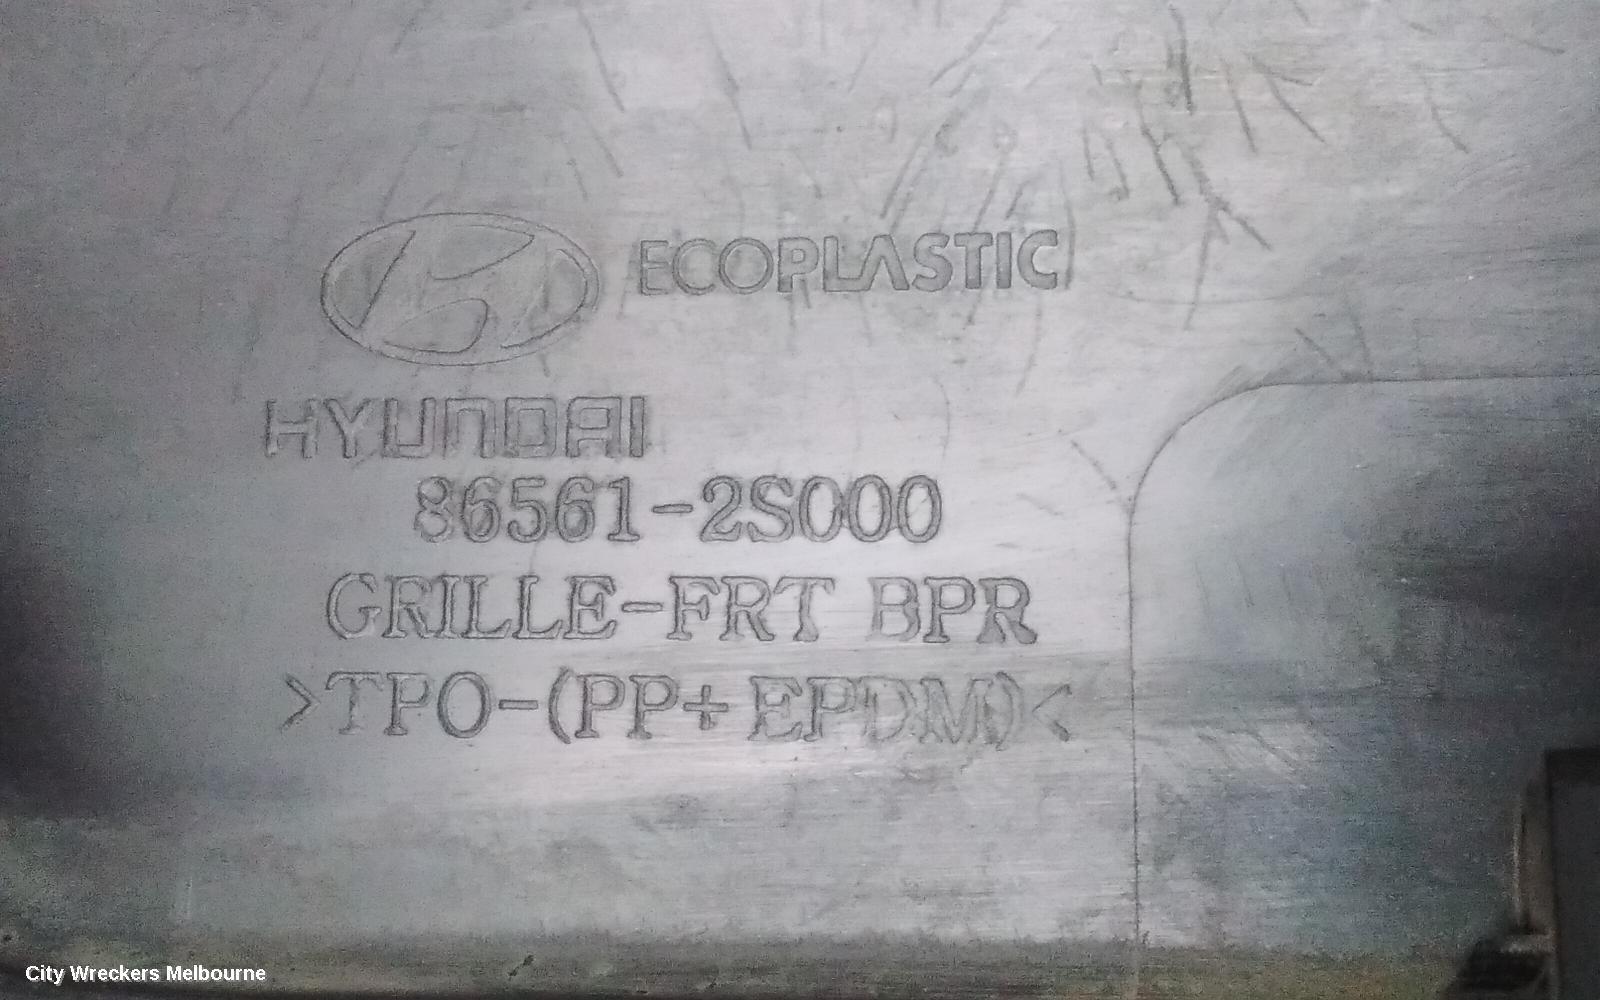 ECOPLASTIC
HYUNDAI
86561-2S000
GRILLE-FRT BPR
>TPO-(PP+EPDM)<
City Wreckers Melbourne